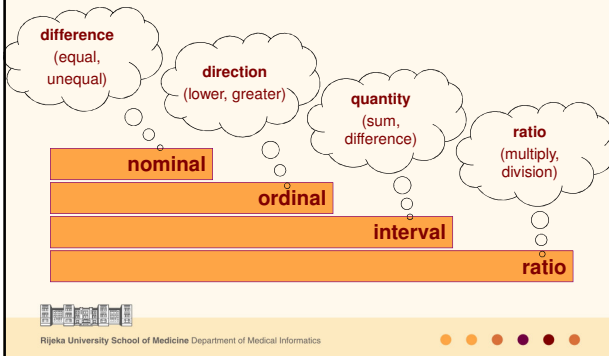 difference
(equal,
unequal)
direction
(lower, greater)
quantity
(sum,
difference)
ratio
(multiply,
division)
nominal
ordinal
interval
ratio
Rijeka University School of Medicine Department of Medical Informatics